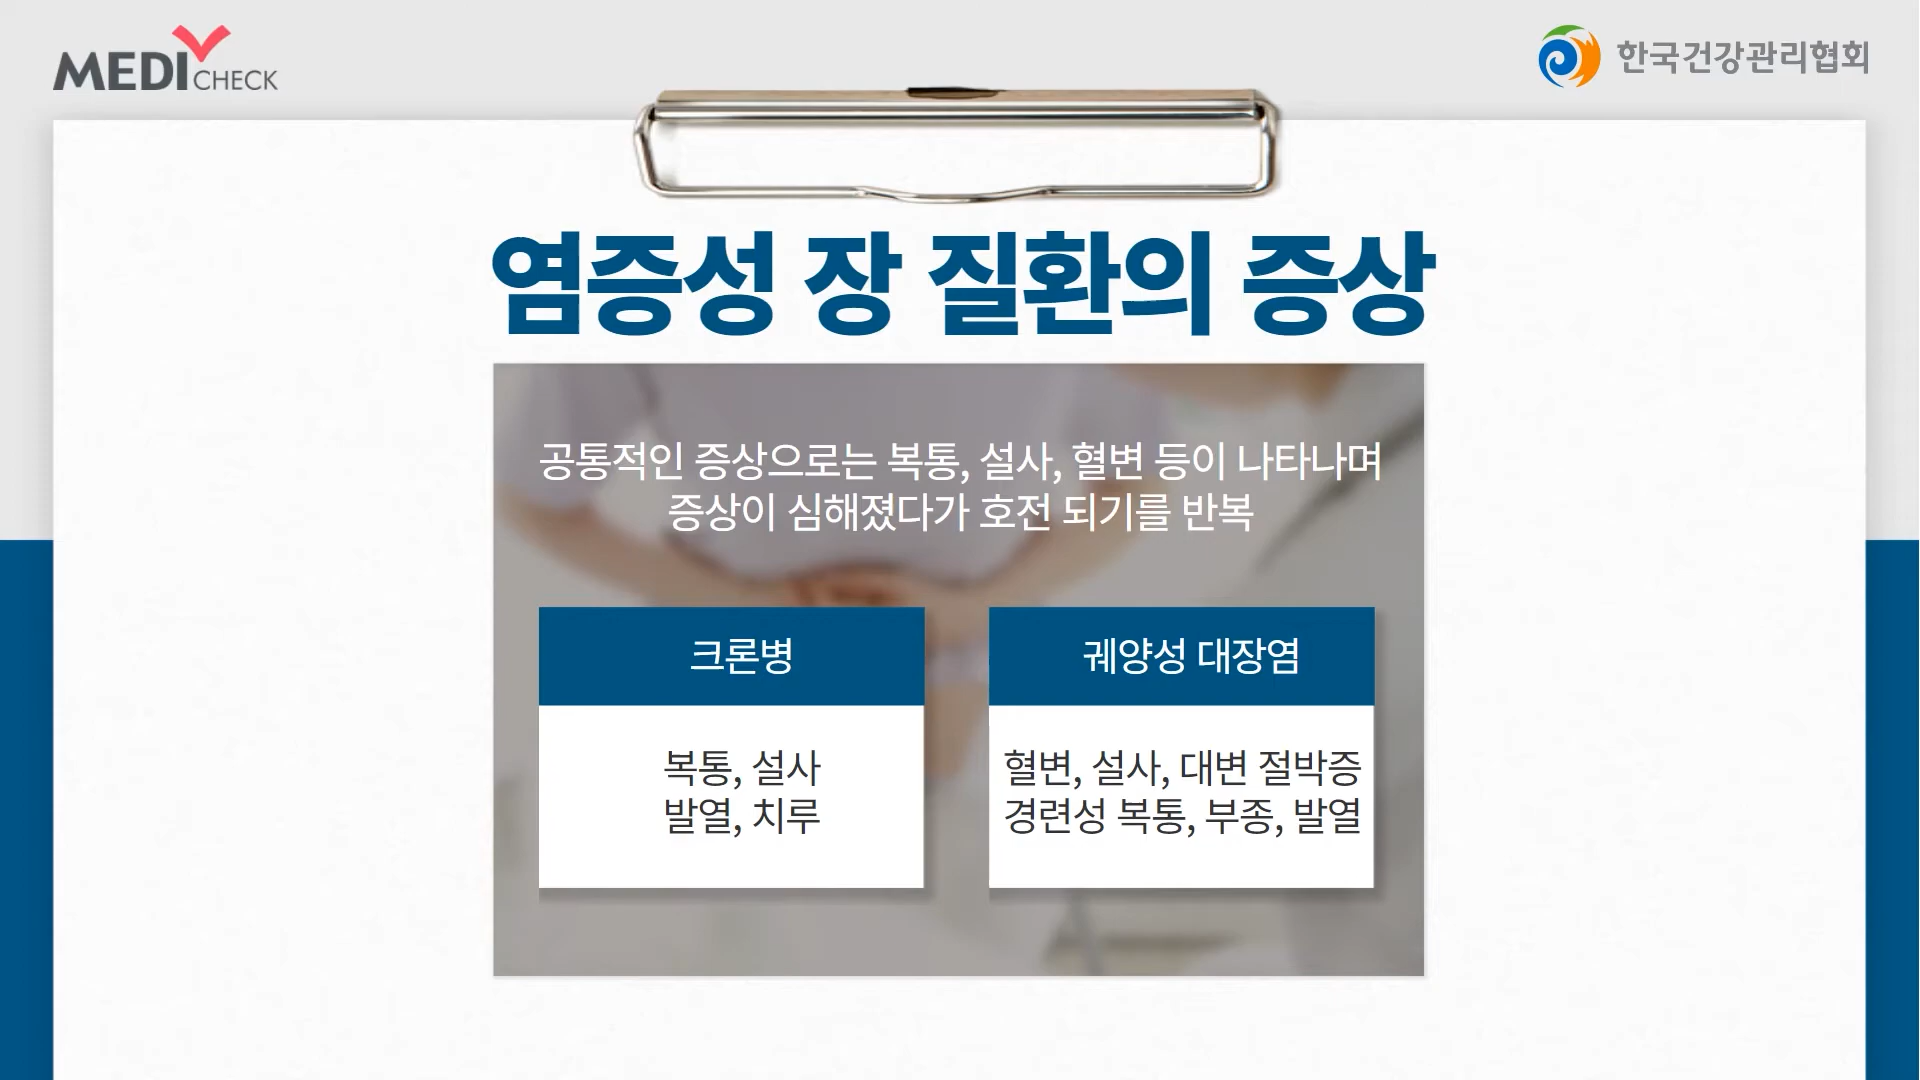 MEDI CHECK
한국건강관리협회
염증성 장 질환의 증상
공통적인 증상으로는 복통, 설사, 혈변 등이 나타나며
증상이 심해졌다가 호전 되기를 반복
크론병
복통, 설사
발열, 치루
궤양성 대장염
혈변, 설사, 대변 절박증
경련성 복통, 부종, 발열